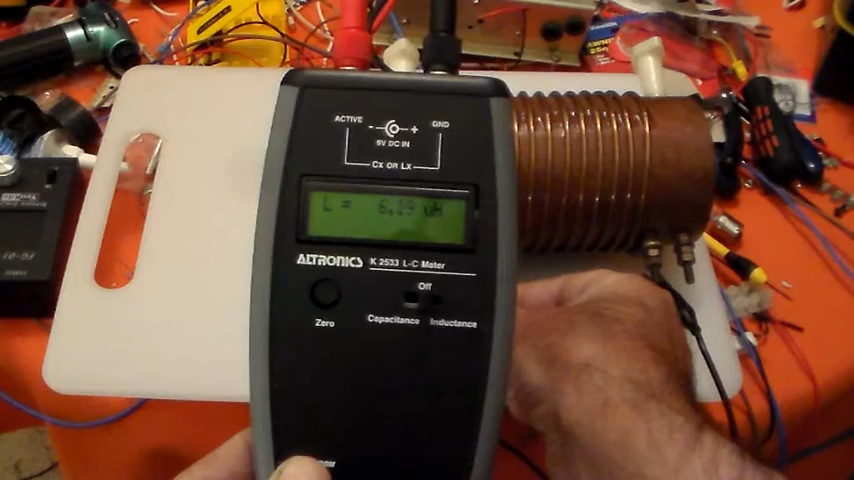 ACTIVE
GND
9V DC IN
Cx OR Lx
L = 6.19 uH
ALTRONICS K 2533 L-C Meter
Off
Zero
Capacitance
Inductance